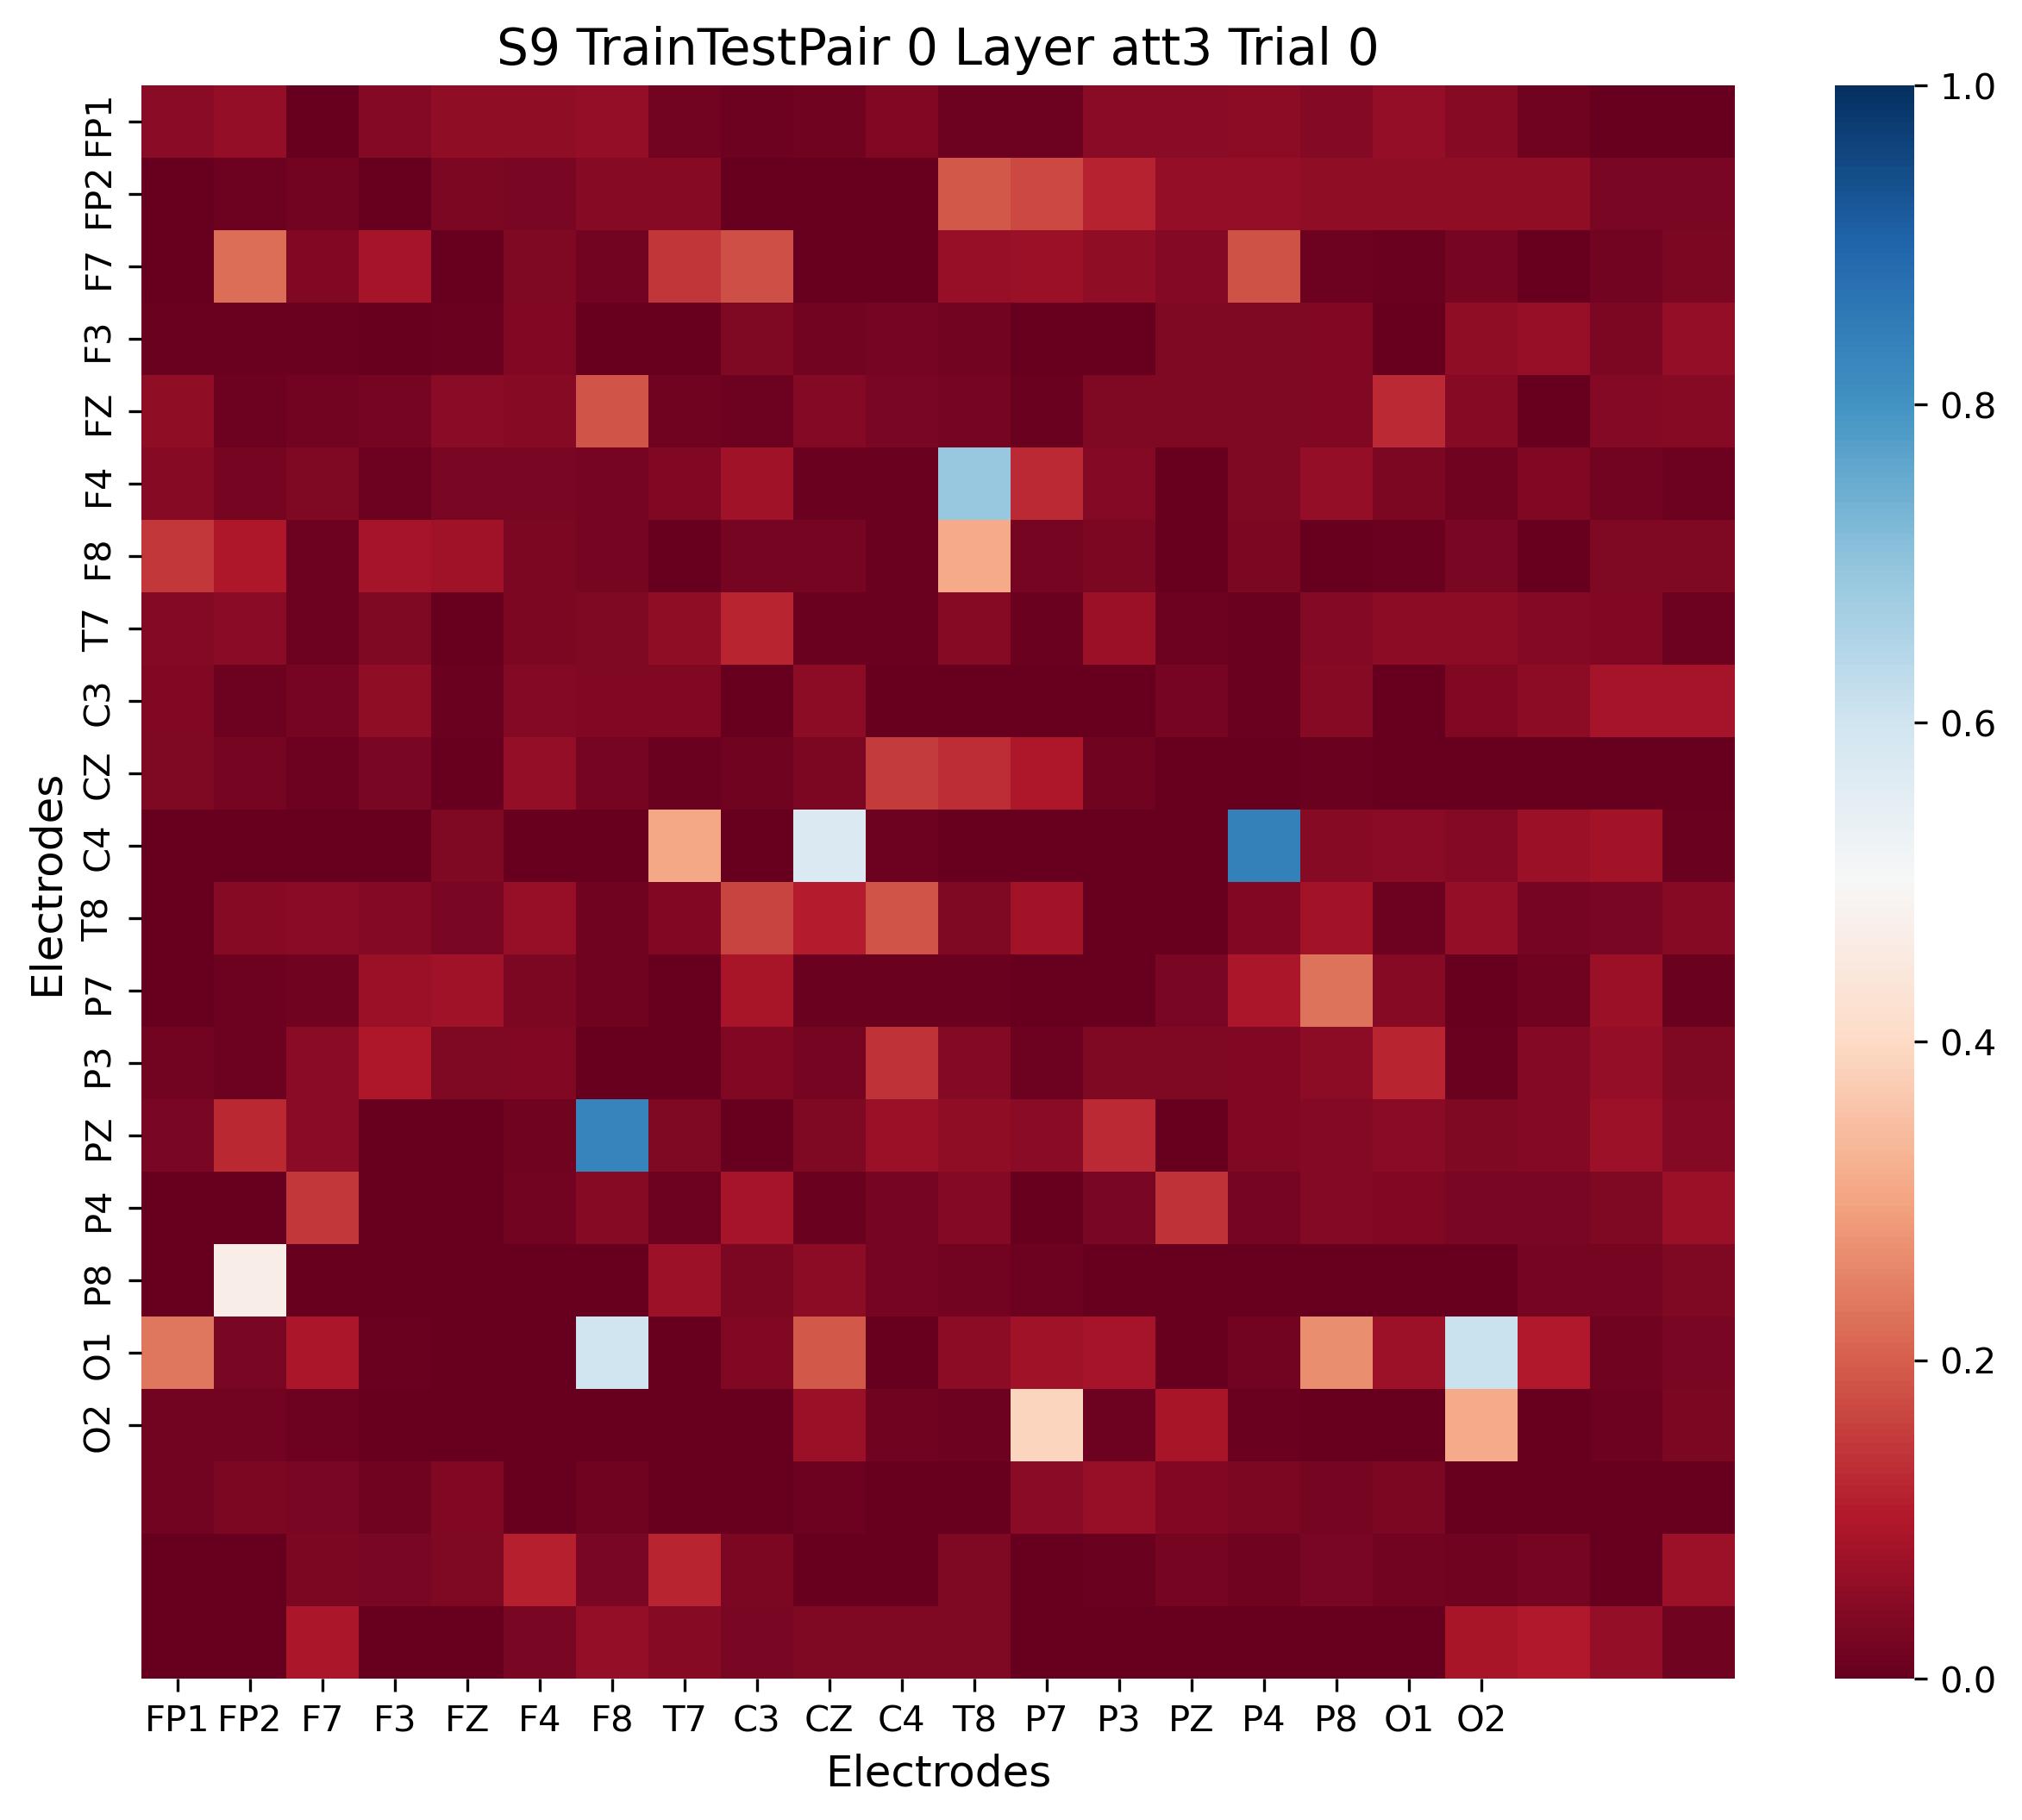 S9 TrainTestPair 0 Layer att3 Trial 0
Electrodes
FP1
FP2
F7
F3
FZ
F4
F8
T7
C3
CZ
C4
T8
P7
P3
PZ
P4
P8
O1
O2
FP1 FP2 F7 F3 FZ F4 F8 T7 C3 CZ C4 T8 P7 P3 PZ P4 P8 O1 O2
Electrodes
1.0
0.8
0.6
0.4
0.2
0.0